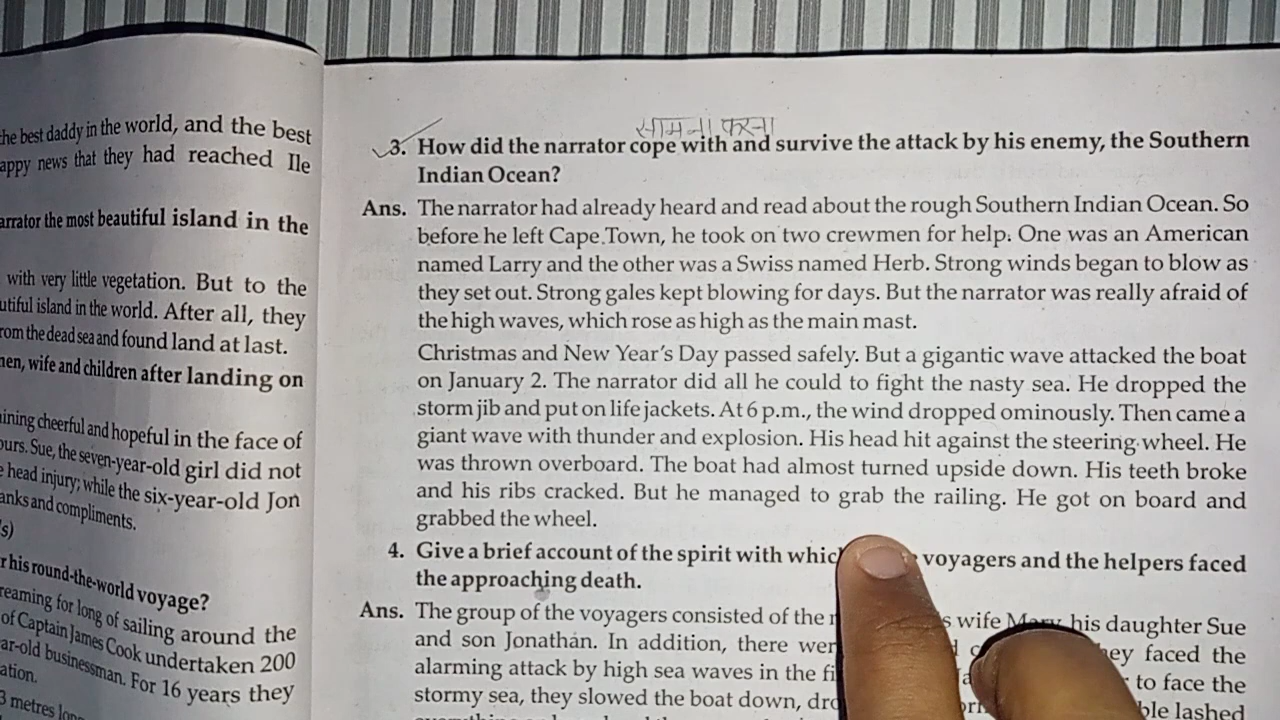 he best daddy in the world, and the best
appy news that they had reached Ile
arrator the most beautiful island in the
with very little vegetation. But to the
utiful island in the world. After all, they
rom the dead sea and found land at last.
men, wife and children after landing on
ining cheerful and hopeful in the face of
ours. Sue, the seven-year-old girl did not
e head injury; while the six-year-old Jon
anks and compliments.
s)
r his round-the-world voyage?
reaming for long of sailing around the
of Captain James Cook undertaken 200
ar-old businessman. For 16 years they
ation.
3 metres long
सामना करना
3. How did the narrator cope with and survive the attack by his enemy, the Southern
Indian Ocean?
Ans. The narrator had already heard and read about the rough Southern Indian Ocean. So
before he left Cape Town, he took on two crewmen for help. One was an American
named Larry and the other was a Swiss named Herb. Strong winds began to blow as
they set out. Strong gales kept blowing for days. But the narrator was really afraid of
the high waves, which rose as high as the main mast.
Christmas and New Year's Day passed safely. But a gigantic wave attacked the boat
on January 2. The narrator did all he could to fight the nasty sea. He dropped the
storm jib and put on life jackets. At 6 p.m., the wind dropped ominously. Then came a
giant wave with thunder and explosion. His head hit against the steering wheel. He
was thrown overboard. The boat had almost turned upside down. His teeth broke
and his ribs cracked. But he managed to grab the railing. He got on board and
grabbed the wheel.
4. Give a brief account of the spirit with voyagers and the helpers faced
the approaching death.
Ans. The group of the voyagers consisted of the wife Mary his daughter Sue
and son Jonathan. In addition, there faced the
alarming attack by high sea waves in the to face the
stormy sea, they slowed the boat down, lashed